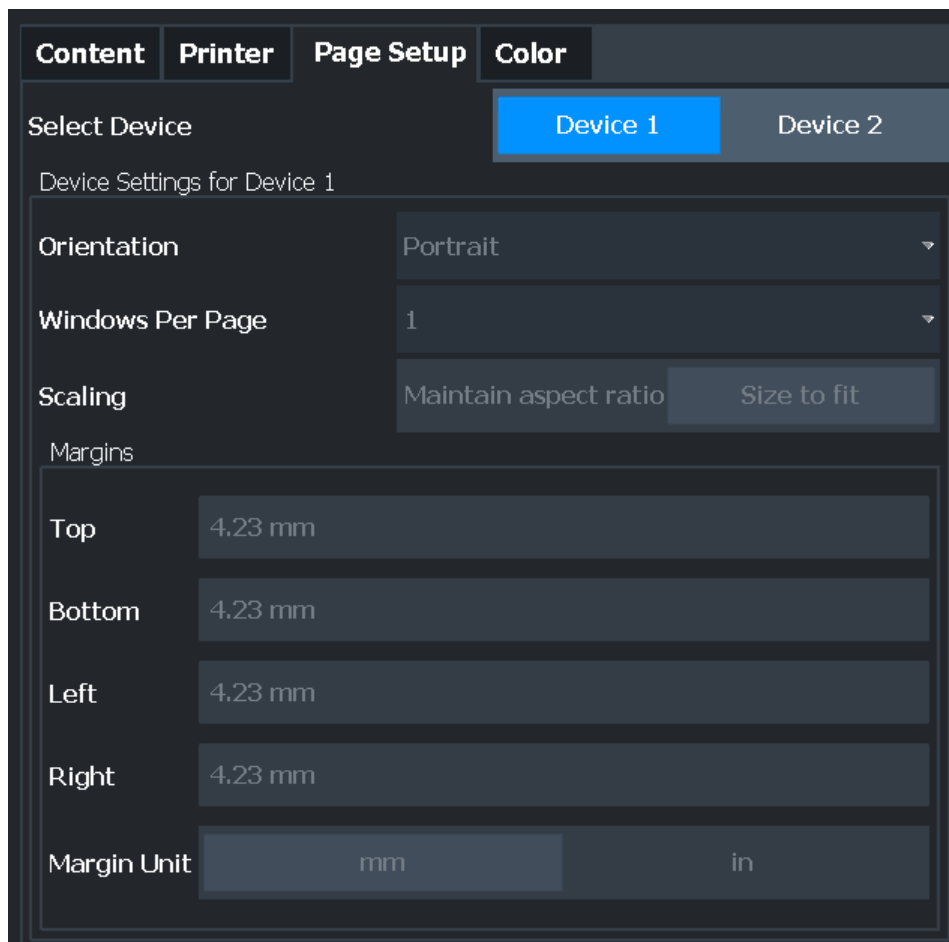 Content Printer Page Setup Color
Select Device Device 1 Device 2
Device Settings for Device 1
Orientation Portrait
Windows Per Page 1
Scaling Maintain aspect ratio Size to fit
Margins
Top 4.23 mm
Bottom 4.23 mm
Left 4.23 mm
Right 4.23 mm
Margin Unit mm in